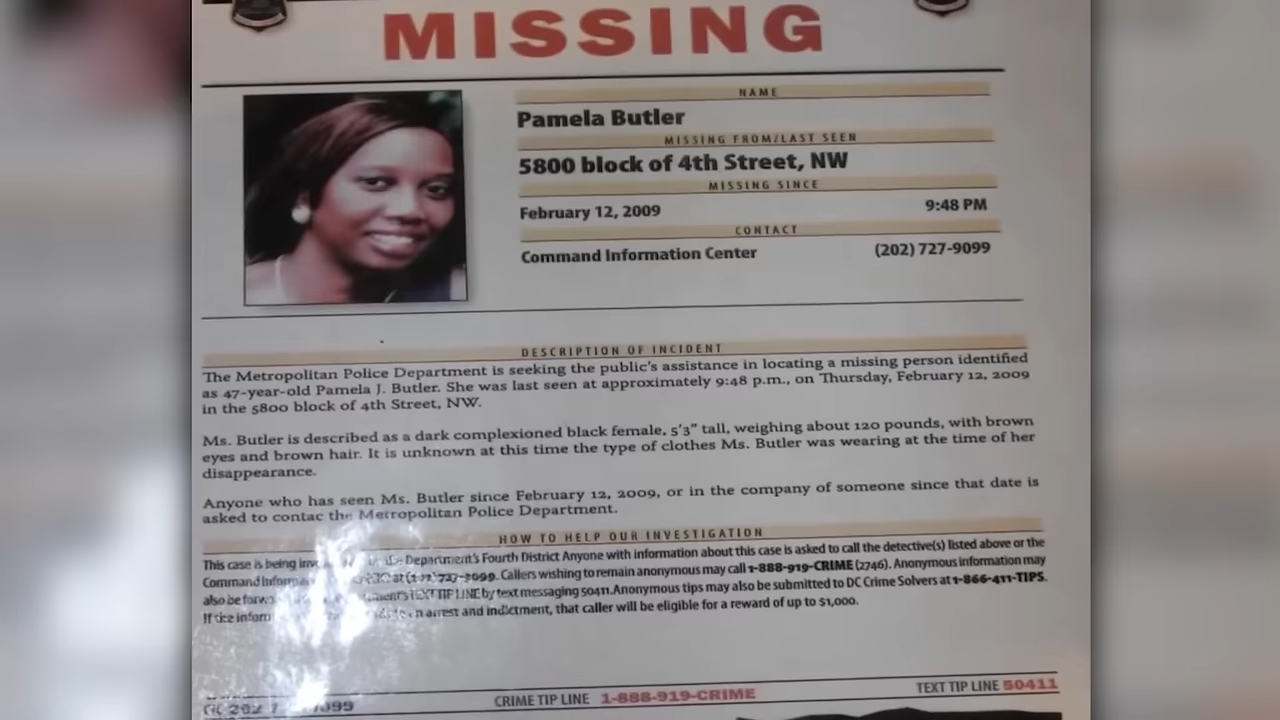 MISSING
NAME
Pamela Butler
MISSING FROM/LAST SEEN
5800 block of 4th Street, NW
MISSING SINCE
February 12, 2009 9:48 PM
CONTACT
Command Information Center (202) 727-9099
DESCRIPTION OF INCIDENT
The Metropolitan Police Department is seeking the public's assistance in locating a missing person identified
as 47-year-old Pamela J. Butler. She was last seen at approximately 9:48 p.m., on Thursday, February 12, 2009
in the 5800 block of 4th Street, NW.
Ms. Butler is described as a dark complexioned black female, 5'3" tall, weighing about 120 pounds, with brown
eyes and brown hair. It is unknown at this time the type of clothes Ms. Butler was wearing at the time of her
disappearance.
Anyone who has seen Ms. Butler since February 12, 2009, or in the company of someone since that date is
asked to contac the Metropolitan Police Department.
HOW TO HELP OUR INVESTIGATION
This case is being Department's Fourth District Anyone with information about this case is asked to call the detective(s) listed above or the
Command at 727-9099. Callers wishing to remain anonymous may call 1-888-919-CRIME (2746). Anonymous information may
also be TEXT TIP LINE by text messaging 50411. Anonymous tips may also be submitted to DC Crime Solvers at 1-866-411-TIPS.
If arrest and indictment, that caller will be eligible for a reward of up to $1,000.
CRIME TIP LINE 1-888-919-CRIME TEXT TIP LINE 50411